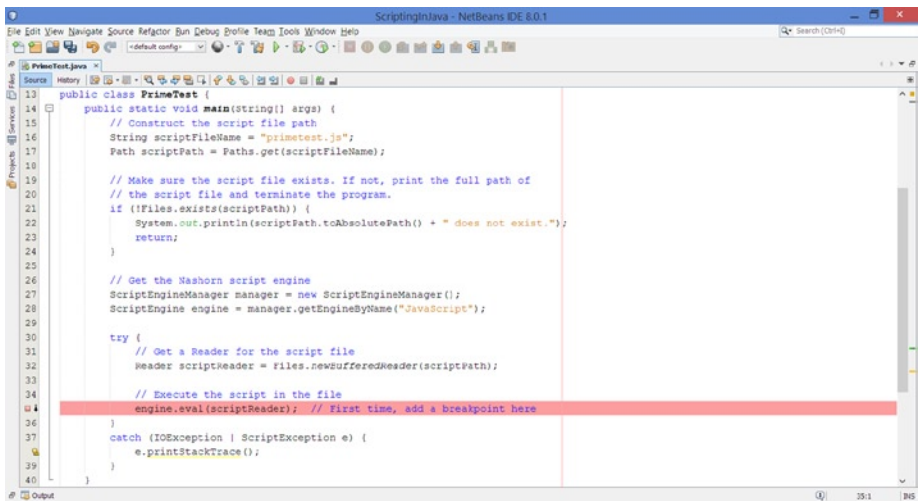 ScriptingInJava - NetBeans IDE 8.0.1
File Edit View Navigate Source Refactor Run Debug Profile Team Tools Window Help
Search (Ctrl+I)
<default config>
PrimeTest.java
Files
Services
Projects
Source History
13 public class PrimeTest {
14 public static void main(String[] args) {
15 // Construct the script file path
16 String scriptFileName = "primetest.js";
17 Path scriptPath = Paths.get(scriptFileName);
18
19 // Make sure the script file exists. If not, print the full path of
20 // the script file and terminate the program.
21 if (!Files.exists(scriptPath)) {
22 System.out.println(scriptPath.toAbsolutePath() + " does not exist.");
23 return;
24 }
25
26 // Get the Nashorn script engine
27 ScriptEngineManager manager = new ScriptEngineManager();
28 ScriptEngine engine = manager.getEngineByName("JavaScript");
29
30 try {
31 // Get a Reader for the script file
32 Reader scriptReader = Files.newBufferedReader(scriptPath);
33
34 // Execute the script in the file
engine.eval(scriptReader); // First time, add a breakpoint here
36 }
37 catch (IOException | ScriptException e) {
e.printStackTrace();
39 }
40 }
Output
35:1 INS